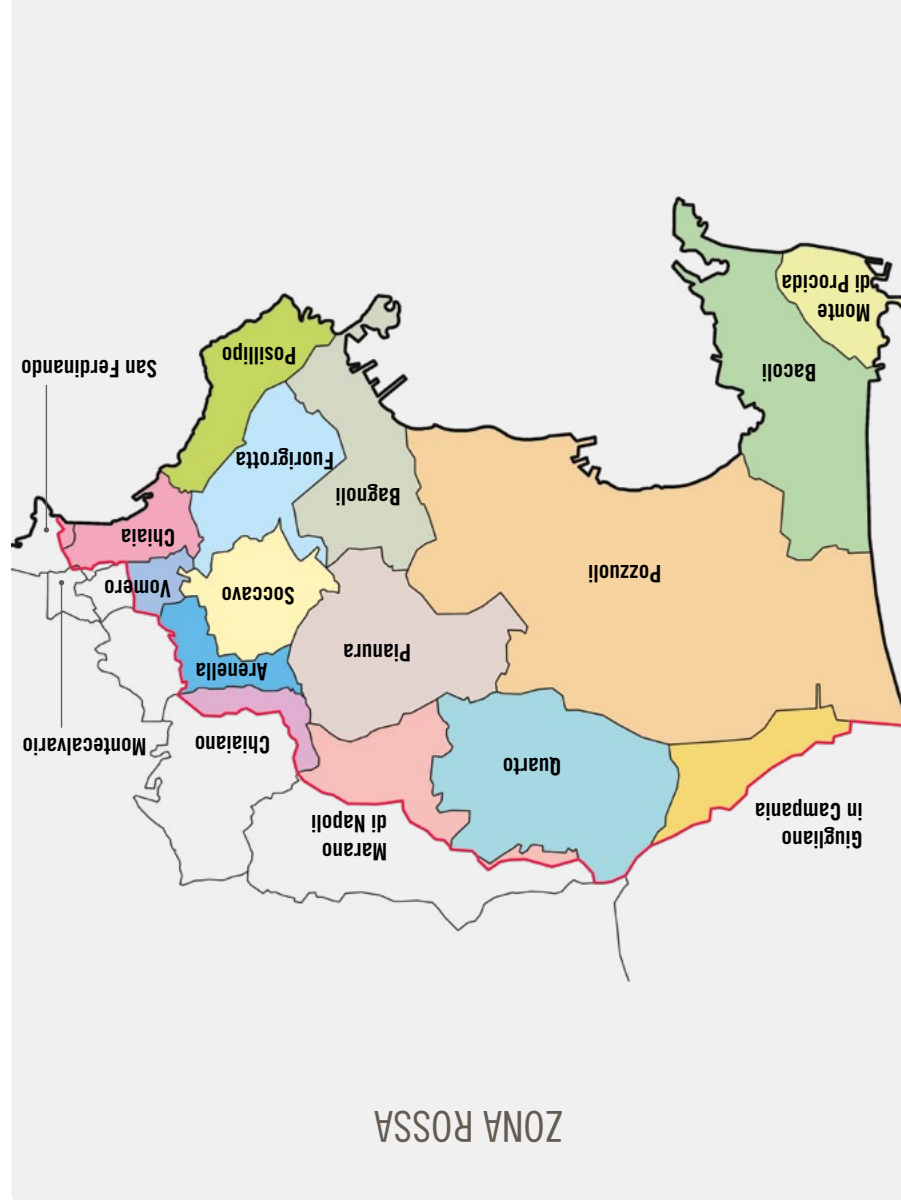 ZONA ROSSA
Giugliano
in Campania
Marano
di Napoli
Quarto
Chiaiano
Montecalvario
Arenella
Pianura
Soccavo
Vomero
Pozzuoli
Chiaia
Bagnoli
Fuorigrotta
San Ferdinando
Posillipo
Bacoli
Monte
di Procida